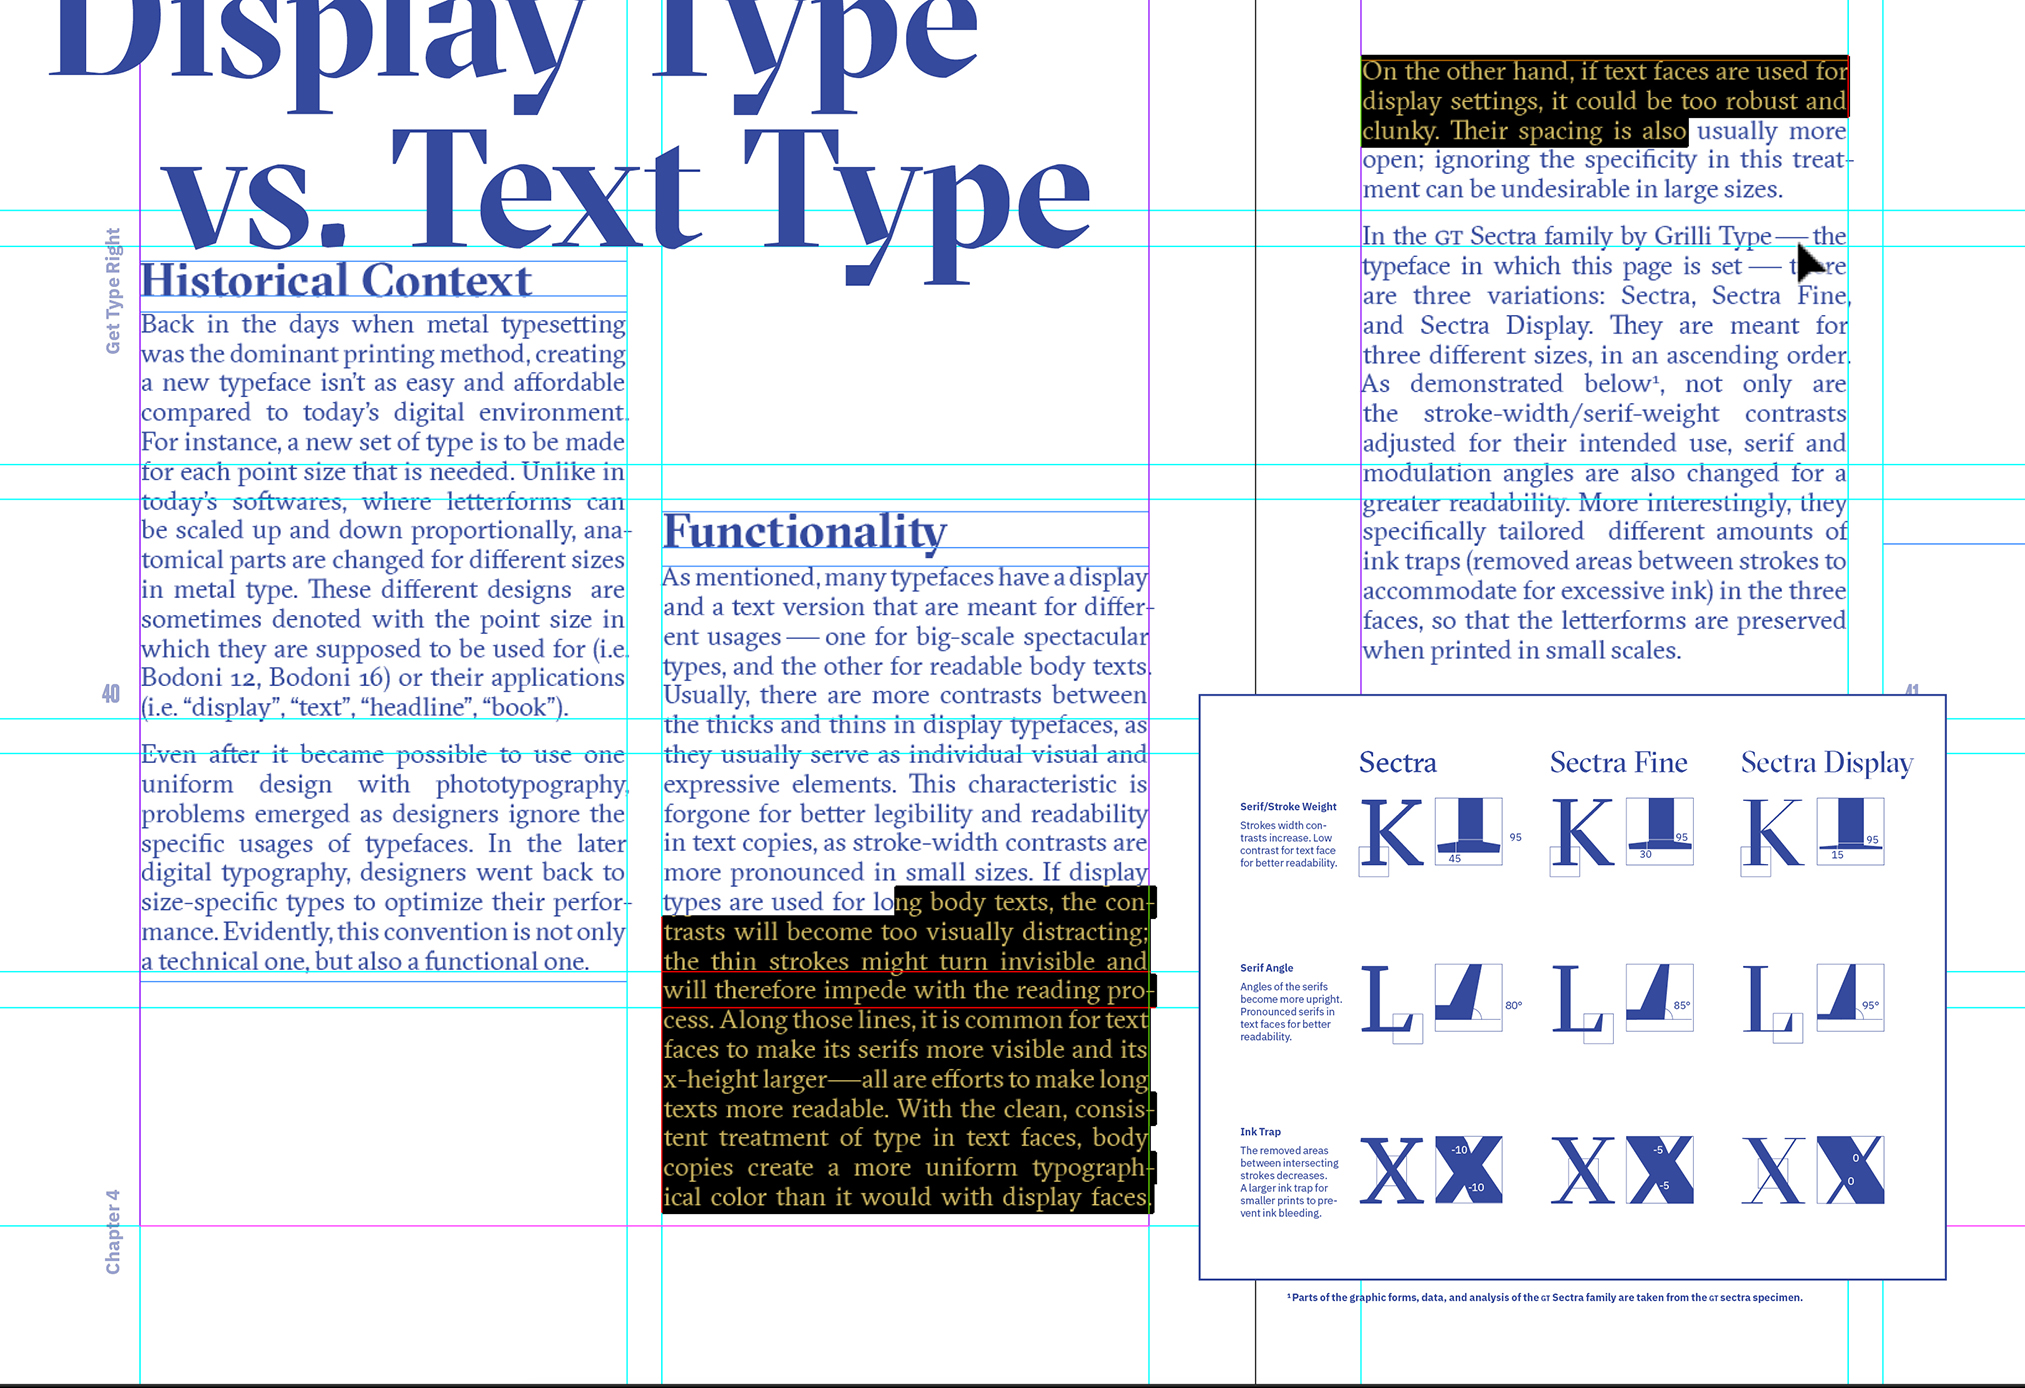 Display Type
vs. Text Type
Get Type Right
40
Chapter 4
Historical Context
Back in the days when metal typesetting
was the dominant printing method, creating
a new typeface isn’t as easy and affordable
compared to today’s digital environment.
For instance, a new set of type is to be made
for each point size that is needed. Unlike in
today’s softwares, where letterforms can
be scaled up and down proportionally, ana-
tomical parts are changed for different sizes
in metal type. These different designs are
sometimes denoted with the point size in
which they are supposed to be used for (i.e.
Bodoni 12, Bodoni 16) or their applications
(i.e. “display”, “text”, “headline”, “book”).
Even after it became possible to use one
uniform design with phototypography,
problems emerged as designers ignore the
specific usages of typefaces. In the later
digital typography, designers went back to
size-specific types to optimize their perfor-
mance. Evidently, this convention is not only
a technical one, but also a functional one.
Functionality
As mentioned, many typefaces have a display
and a text version that are meant for differ-
ent usages — one for big-scale spectacular
types, and the other for readable body texts.
Usually, there are more contrasts between
the thicks and thins in display typefaces, as
they usually serve as individual visual and
expressive elements. This characteristic is
forgone for better legibility and readability
in text copies, as stroke-width contrasts are
more pronounced in small sizes. If display
types are used for long body texts, the con-
trasts will become too visually distracting;
the thin strokes might turn invisible and
will therefore impede with the reading pro-
cess. Along those lines, it is common for text
faces to make its serifs more visible and its
x-height larger—all are efforts to make long
texts more readable. With the clean, consis-
tent treatment of type in text faces, body
copies create a more uniform typograph-
ical color than it would with display faces.
On the other hand, if text faces are used for
display settings, it could be too robust and
clunky. Their spacing is also usually more
open; ignoring the specificity in this treat-
ment can be undesirable in large sizes.
In the GT Sectra family by Grilli Type — the
typeface in which this page is set —
are three variations: Sectra, Sectra Fine,
and Sectra Display. They are meant for
three different sizes, in an ascending order.
As demonstrated below¹, not only are
the stroke-width/serif-weight contrasts
adjusted for their intended use, serif and
modulation angles are also changed for a
greater readability. More interestingly, they
specifically tailored different amounts of
ink traps (removed areas between strokes to
accommodate for excessive ink) in the three
faces, so that the letterforms are preserved
when printed in small scales.
Sectra
Sectra Fine
Sectra Display
Serif/Stroke Weight
Strokes width con-
trasts increase. Low
contrast for text face
for better readability.
K
95
45
K
95
30
K
95
15
Serif Angle
Angles of the serifs
become more upright.
Pronounced serifs in
text faces for better
readability.
L
80°
L
85°
L
95°
Ink Trap
The removed areas
between intersecting
strokes decreases.
A larger ink trap for
smaller prints to pre-
vent ink bleeding.
X
-10
-10
X
-5
-5
X
0
0
¹Parts of the graphic forms, data, and analysis of the GT Sectra family are taken from the GT sectra specimen.